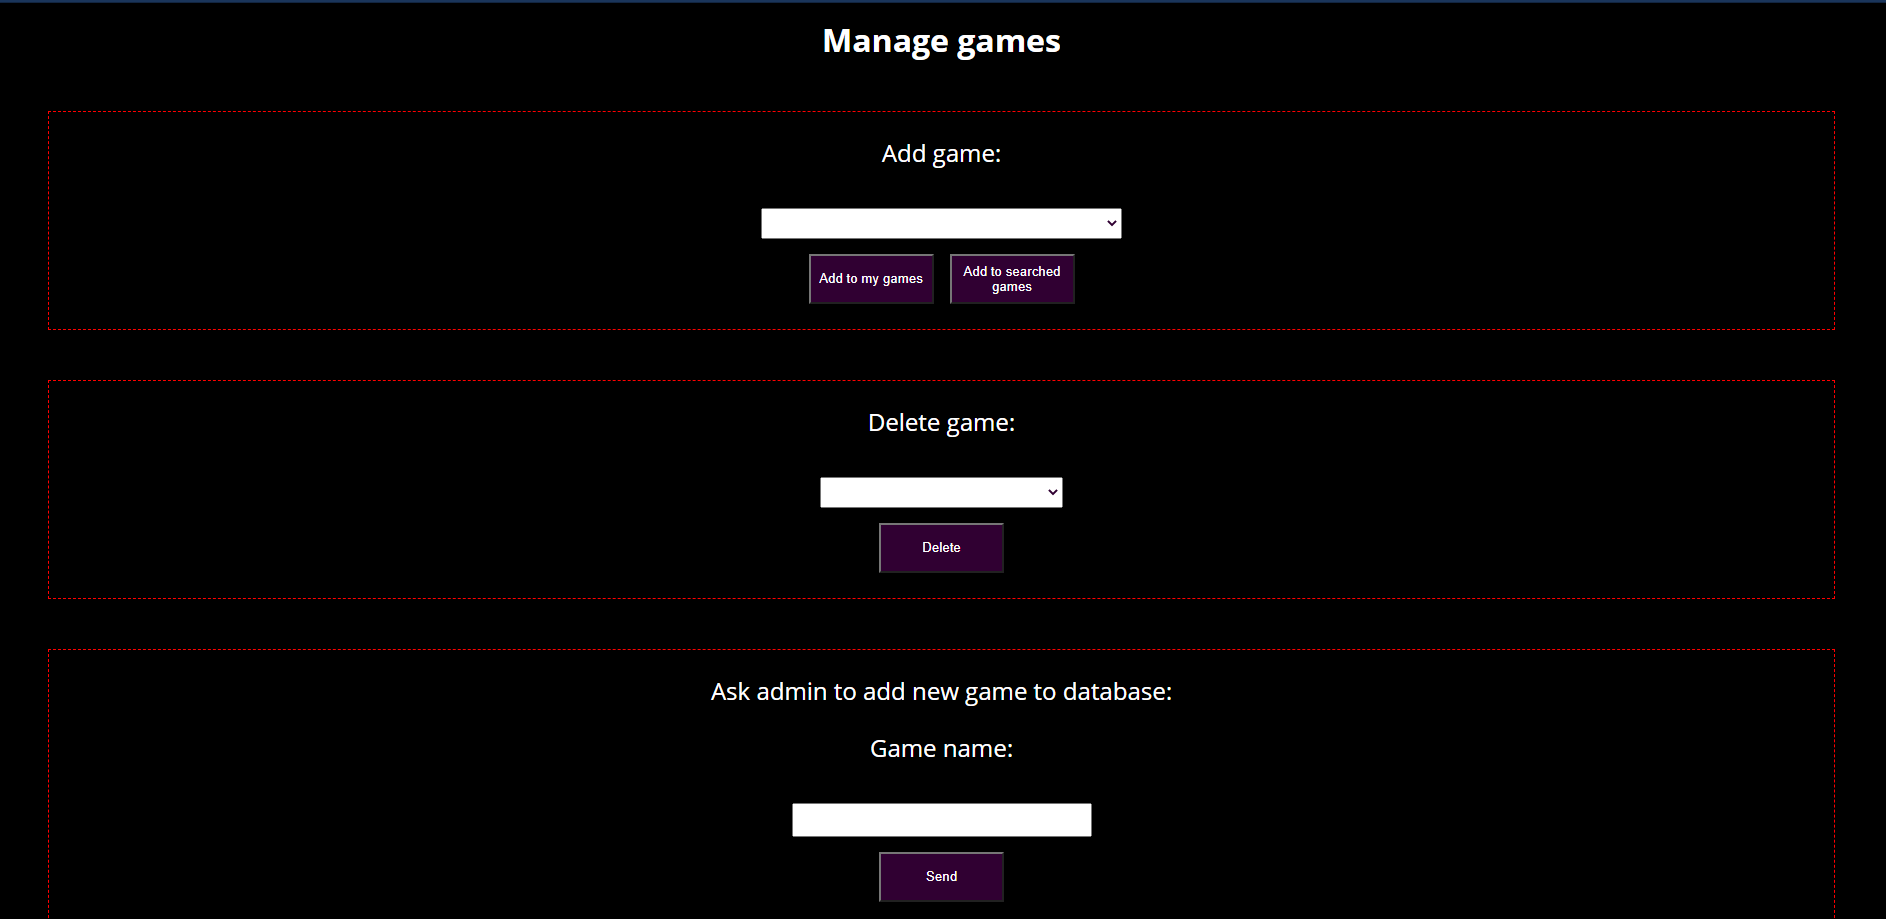 Manage games
Add game:
Add to my games
Add to searched
games
Delete game:
Delete
Ask admin to add new game to database:
Game name:
Send